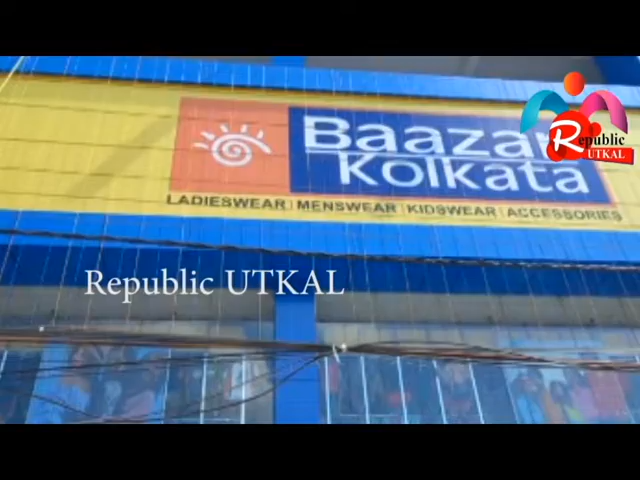 Baazar
Kolkata
LADIESWEAR | MENSWEAR | KIDSWEAR | ACCESSORIES
Republic
UTKAL
Republic UTKAL